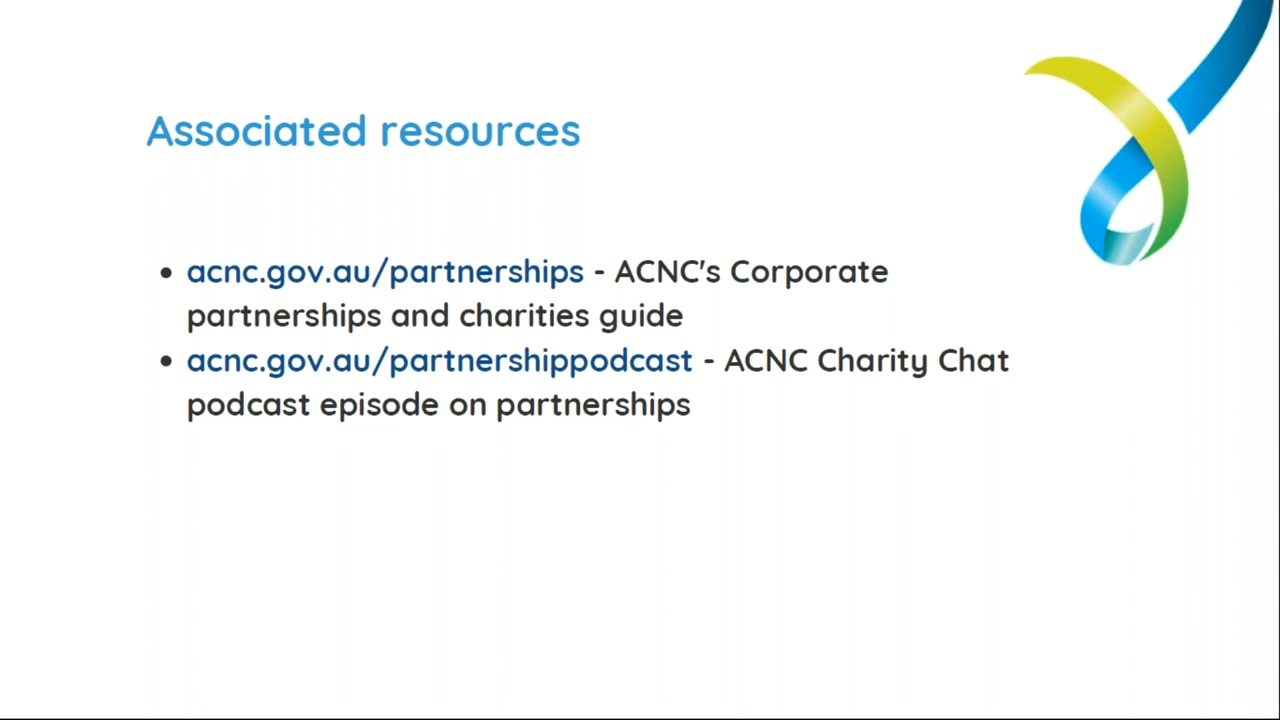 Associated resources
• acnc.gov.au/partnerships - ACNC's Corporate
partnerships and charities guide
• acnc.gov.au/partnershippodcast - ACNC Charity Chat
podcast episode on partnerships